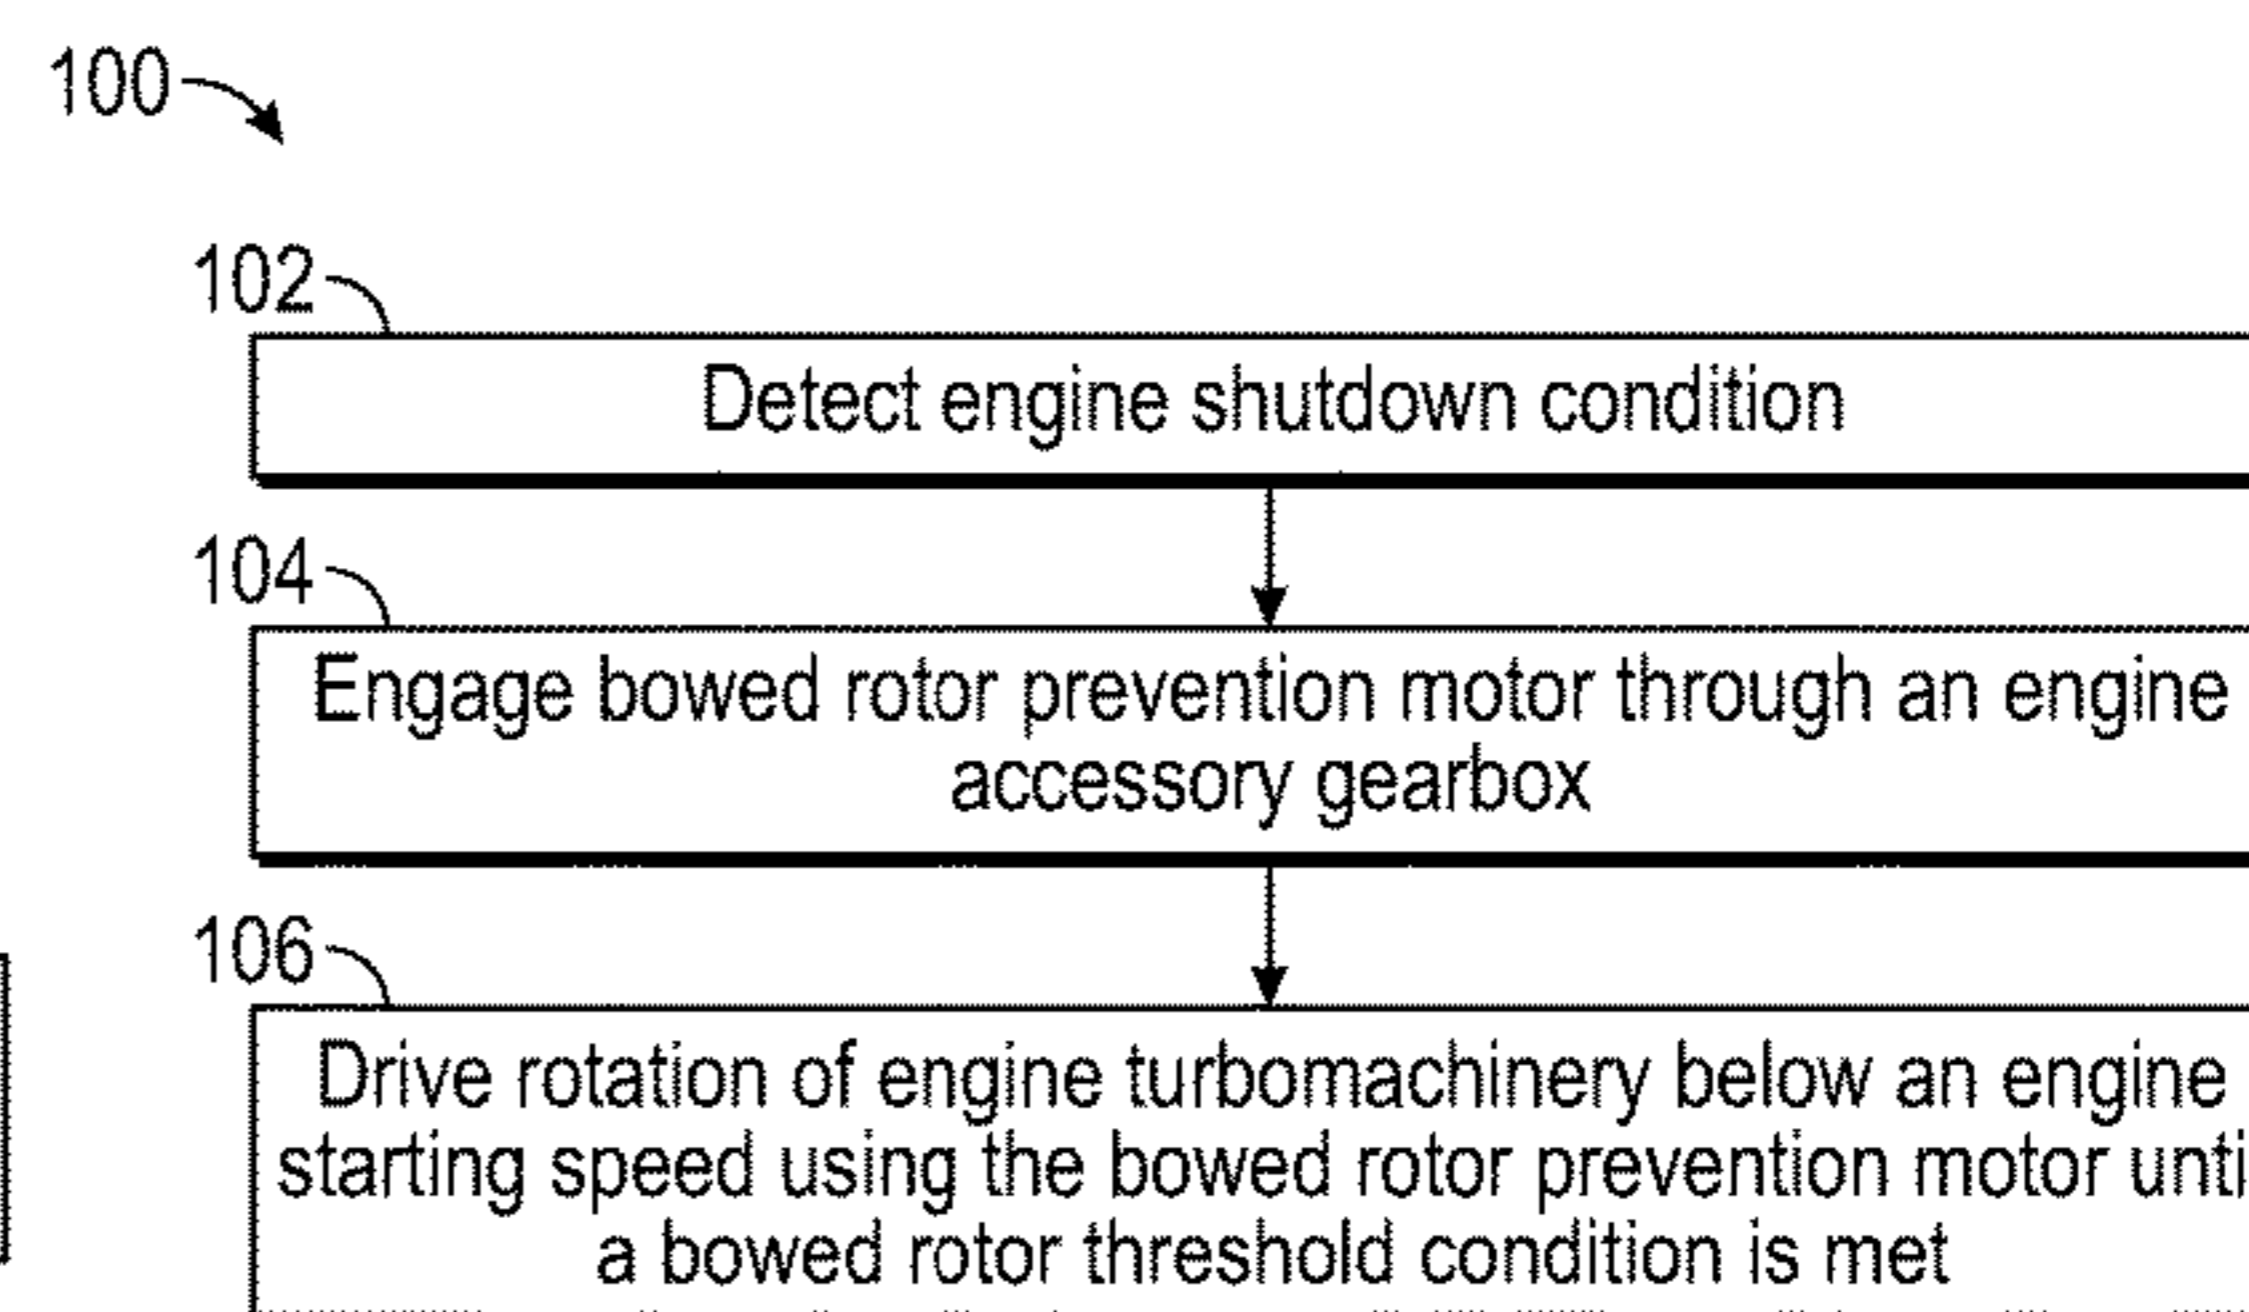 100
102
Detect engine shutdown condition
104
Engage bowed rotor prevention motor through an engine
accessory gearbox
106
Drive rotation of engine turbomachinery below an engine
starting speed using the bowed rotor prevention motor unti
a bowed rotor threshold condition is met